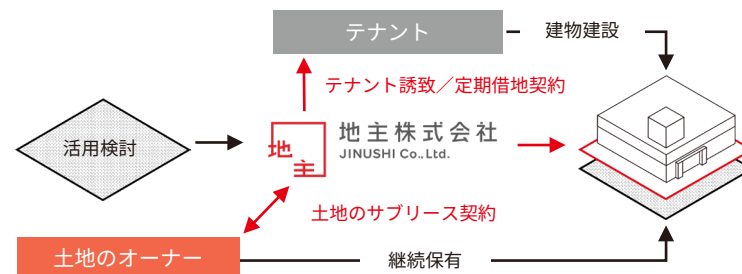 テナント
建物建設
テナント誘致／定期借地契約
活用検討
地主
地主株式会社
JINUSHI Co.,Ltd.
土地のサブリース契約
土地のオーナー
継続保有